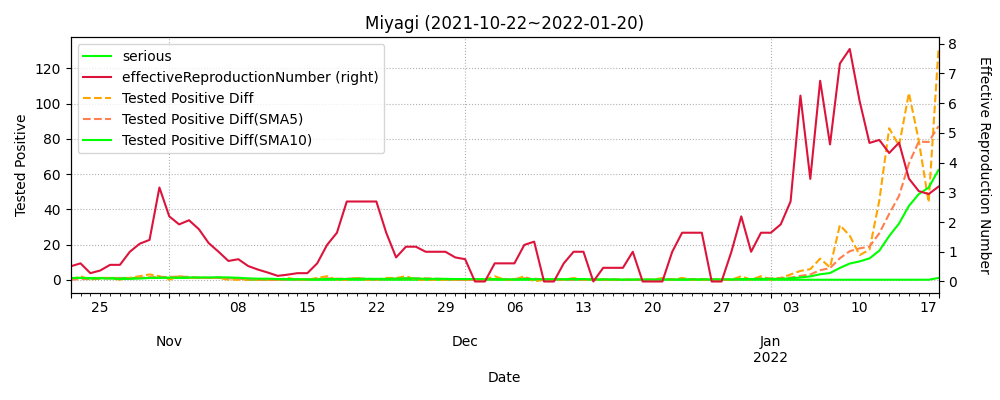 Miyagi (2021-10-22~2022-01-20)
serious
effectiveReproductionNumber (right)
Tested Positive Diff
Tested Positive Diff(SMA5)
Tested Positive Diff(SMA10)
Tested Positive
120
100
80
60
40
20
0
8
7
6
5
4
3
2
1
0
Effective Reproduction Number
25 08 15 22 29 06 13 20 27 03 10 17
Nov Dec Jan
2022
Date